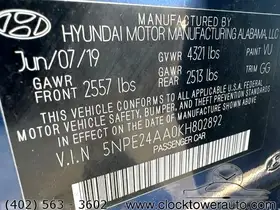 MANUFACTURED BY
HYUNDAI MOTOR MANUFACTURING ALABAMA, LLC
Jun/07/19 GVWR 4321 lbs PAINT VU
GAWR FRONT 2557 lbs GAWR REAR 2513 lbs TRIM GG
THIS VEHICLE CONFORMS TO ALL APPLICABLE
U.S. FEDERAL MOTOR VEHICLE SAFETY, BUMPER, AND
THEFT PREVENTION STANDARDS IN EFFECT ON THE
DATE OF MANUFACTURE SHOWN ABOVE.
V.I.N 5NPE24AA0KH802892
PASSENGER CAR
(402) 563 - 3602 www.clocktowerauto.com